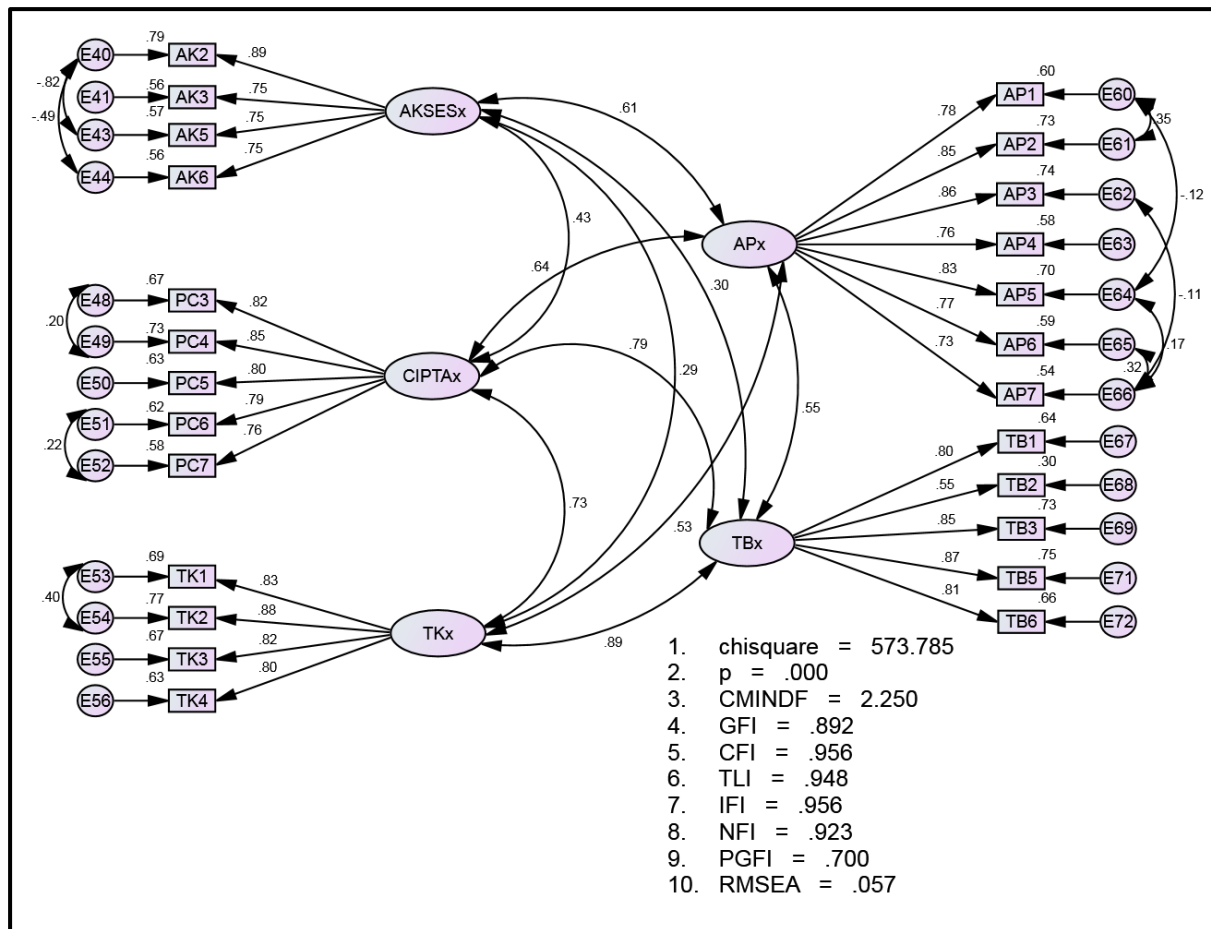 .79
E40 AK2 .89
-.82
.56
E41 AK3 .75
.57
-.49
E43 AK5 .75
.56
E44 AK6 .75
AKSESx
.61
.43
.67
E48 PC3 .82
.20
.73
E49 PC4 .85
.63
E50 PC5 .80
.62
E51 PC6 .79
.22
.58
E52 PC7 .76
CIPTAx
.64
.30
.79
.29
.55
.73
.53
.69
E53 TK1 .83
.40
.77
E54 TK2 .88
.67
E55 TK3 .82
.63
E56 TK4 .80
TKx
.89
APx
.60
.78 AP1 E60
.35
.73
.85 AP2 E61
.74
.86 AP3 E62
-.12
.58
.76 AP4 E63
.70
.83 AP5 E64
-.11
.59
.77 AP6 E65
.17
.32
.54
.73 AP7 E66
TBx
.64
.80 TB1 E67
.30
.55 TB2 E68
.73
.85 TB3 E69
.75
.87 TB5 E71
.66
.81 TB6 E72
1. chisquare = 573.785
2. p = .000
3. CMINDF = 2.250
4. GFI = .892
5. CFI = .956
6. TLI = .948
7. IFI = .956
8. NFI = .923
9. PGFI = .700
10. RMSEA = .057